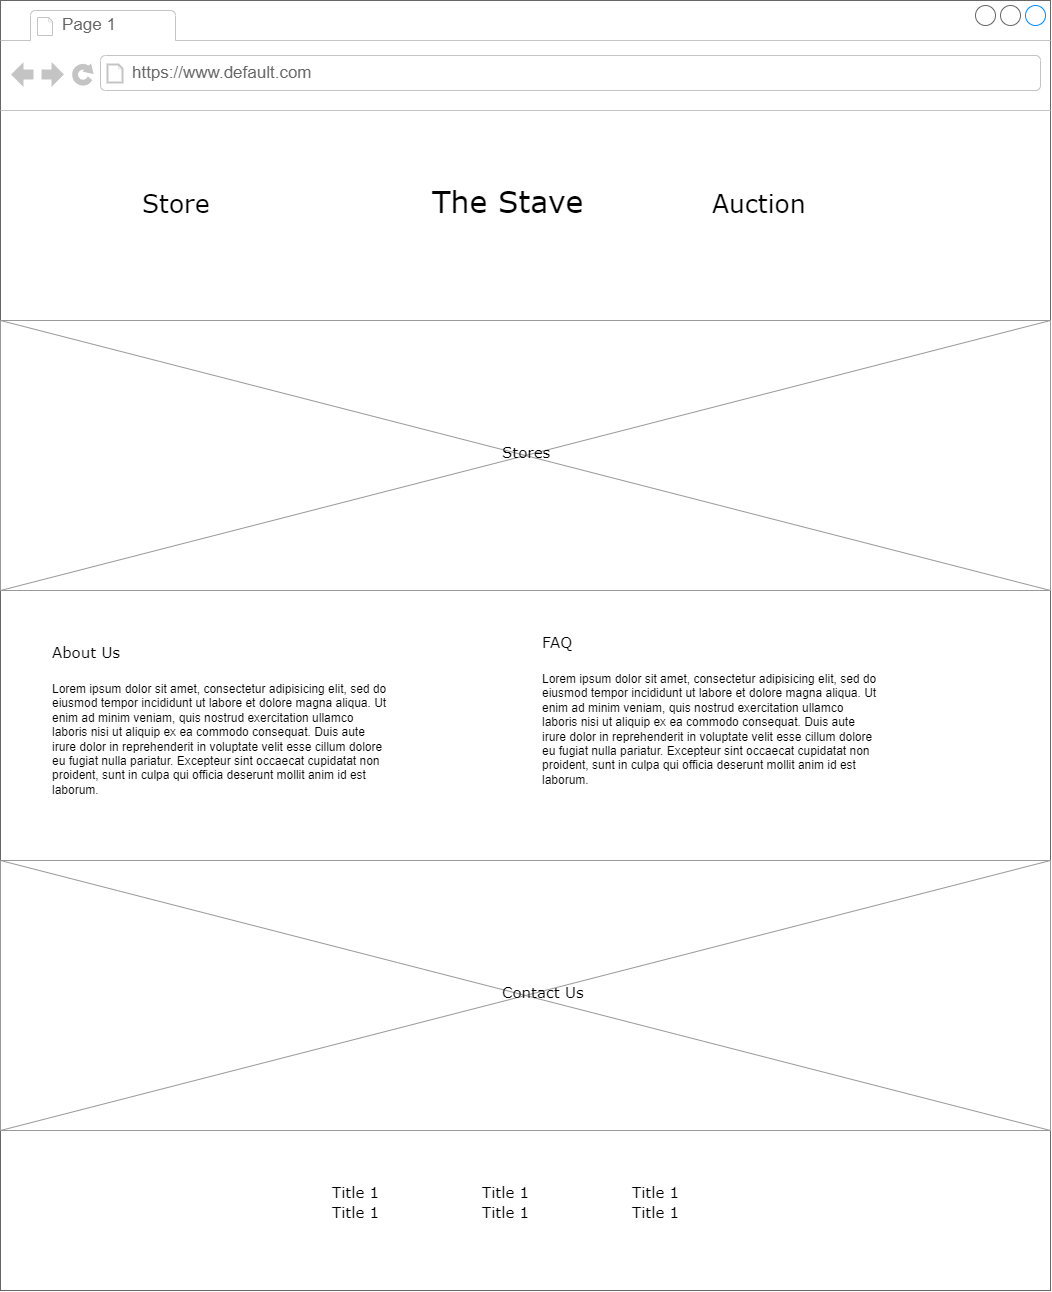 Page 1
https://www.default.com
Store
The Stave
Auction
Stores
About Us
Lorem ipsum dolor sit amet, consectetur adipisicing elit, sed do
eiusmod tempor incididunt ut labore et dolore magna aliqua. Ut
enim ad minim veniam, quis nostrud exercitation ullamco
laboris nisi ut aliquip ex ea commodo consequat. Duis aute
irure dolor in reprehenderit in voluptate velit esse cillum dolore
eu fugiat nulla pariatur. Excepteur sint occaecat cupidatat non
proident, sunt in culpa qui officia deserunt mollit anim id est
laborum.
FAQ
Lorem ipsum dolor sit amet, consectetur adipisicing elit, sed do
eiusmod tempor incididunt ut labore et dolore magna aliqua. Ut
enim ad minim veniam, quis nostrud exercitation ullamco
laboris nisi ut aliquip ex ea commodo consequat. Duis aute
irure dolor in reprehenderit in voluptate velit esse cillum dolore
eu fugiat nulla pariatur. Excepteur sint occaecat cupidatat non
proident, sunt in culpa qui officia deserunt mollit anim id est
laborum.
Contact Us
Title 1
Title 1
Title 1
Title 1
Title 1
Title 1